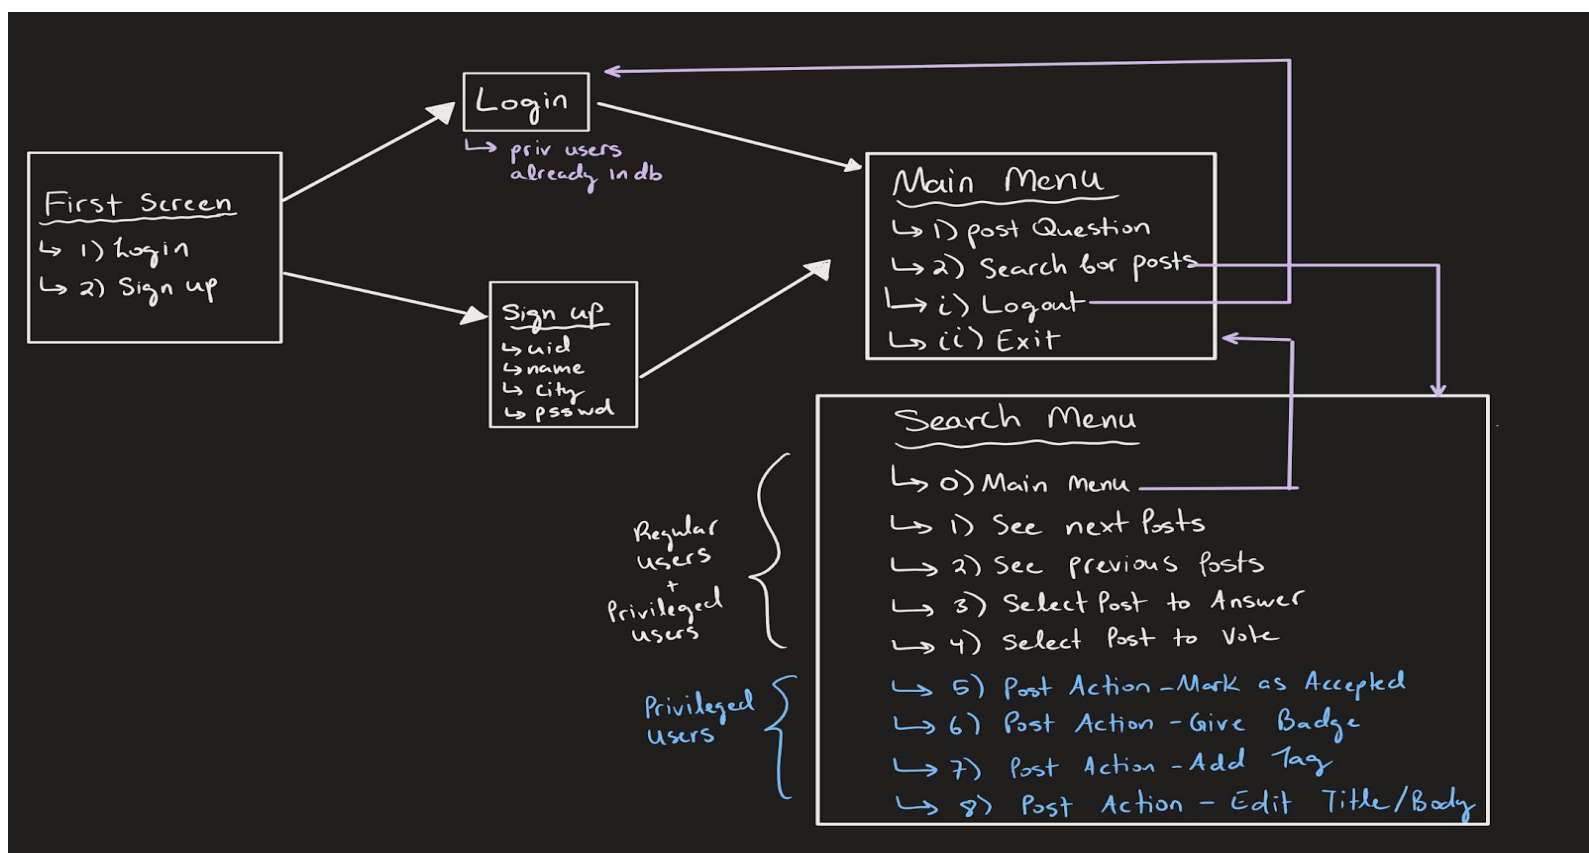 First Screen
↳ 1) Login
↳ 2) Sign up
Login
↳ priv users
already in db
Sign up
↳ uid
↳ name
↳ city
↳ psswd
Main Menu
↳ 1) post Question
↳ 2) Search for posts
↳ i) Logout
↳ ii) Exit
Search Menu
↳ 0) Main menu
↳ 1) See next Posts
↳ 2) See previous Posts
↳ 3) Select Post to Answer
↳ 4) Select Post to Vote
↳ 5) Post Action - Mark as Accepted
↳ 6) Post Action - Give Badge
↳ 7) Post Action - Add Tag
↳ 8) Post Action - Edit Title/Body
Regular
users
+
Privileged
users
Privileged
users